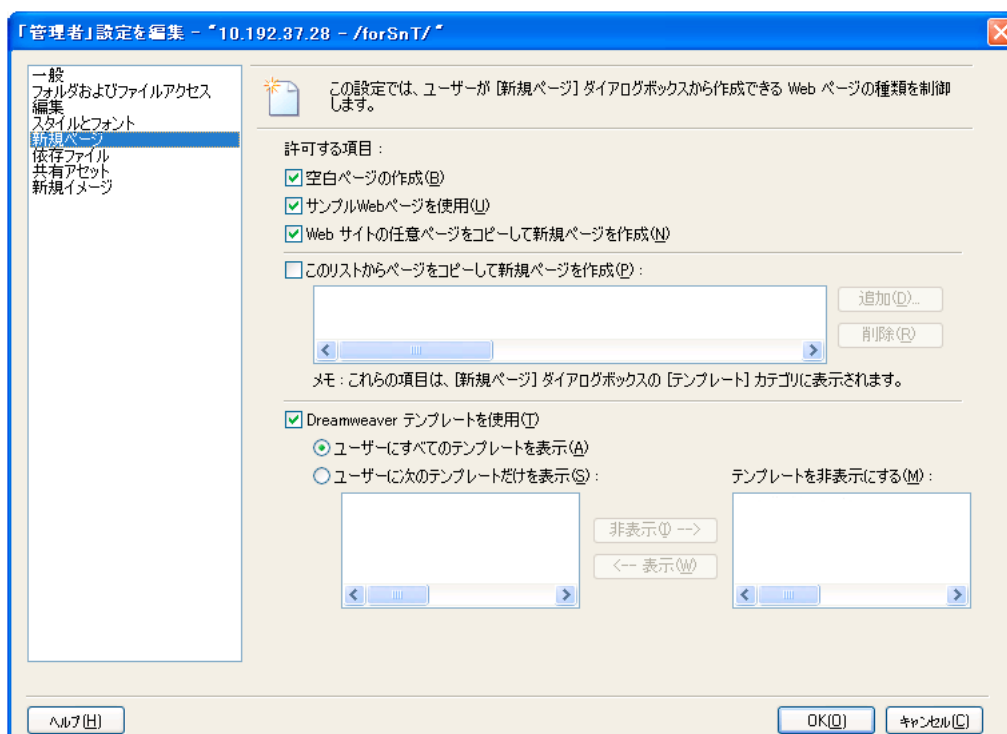 「管理者」設定を編集 - ˝10.192.37.28 - /forSnT/˝
一般
フォルダおよびファイルアクセス
編集
スタイルとフォント
新規ページ
依存ファイル
共有アセット
新規イメージ
この設定では、ユーザーが [新規ページ] ダイアログボックスから作成できる Web ページの種類を制御
します。
許可する項目 :
空白ページの作成(B)
サンプルWebページを使用(U)
Web サイトの任意ページをコピーして新規ページを作成(N)
このリストからページをコピーして新規ページを作成(P) :
追加(D)...
削除(R)
メモ : これらの項目は、[新規ページ] ダイアログボックスの [テンプレート] カテゴリに表示されます。
Dreamweaver テンプレートを使用(T)
ユーザーにすべてのテンプレートを表示(A)
ユーザーに次のテンプレートだけを表示(S) :
テンプレートを非表示にする(M) :
非表示(I) -->
<-- 表示(W)
ヘルプ(H)
OK(O)
キャンセル(C)